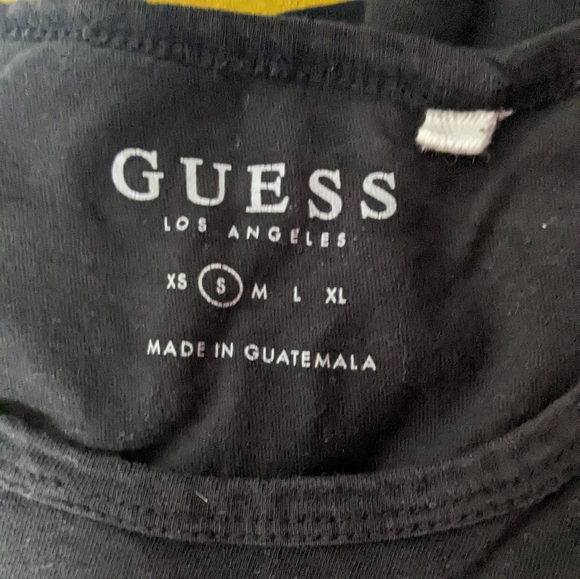 GUESS
LOS ANGELES
XS S M L XL
MADE IN GUATEMALA